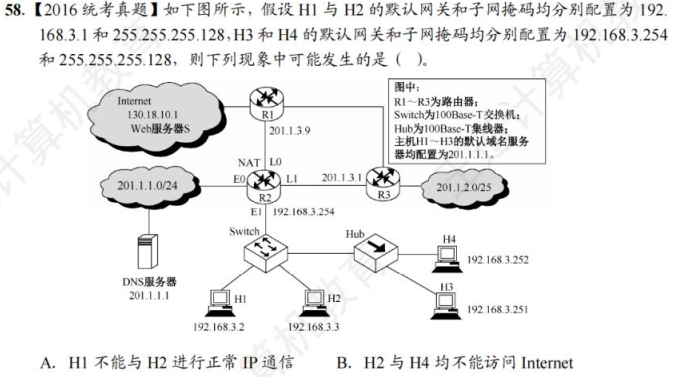 58.【2016 统考真题】如下图所示，假设 H1 与 H2 的默认网关和子网掩码均分别配置为 192.
168.3.1 和 255.255.255.128，H3 和 H4 的默认网关和子网掩码均分别配置为 192.168.3.254
和 255.255.255.128，则下列现象中可能发生的是（ ）。
图中：
R1～R3为路由器；
Switch为100Base-T交换机；
Hub为100Base-T集线器；
主机H1～H3的默认域名服务
器均配置为201.1.1.1。
Internet
130.18.10.1
Web服务器S
R1
201.1.3.9
NAT L0
E0 L1 201.1.3.1
201.1.1.0/24
R2
R3
201.1.2.0/25
E1 192.168.3.254
Switch
Hub
H4
192.168.3.252
DNS服务器
201.1.1.1
H1
H2
H3
192.168.3.251
192.168.3.2
192.168.3.3
A. H1 不能与 H2 进行正常 IP 通信 B. H2 与 H4 均不能访问 Internet